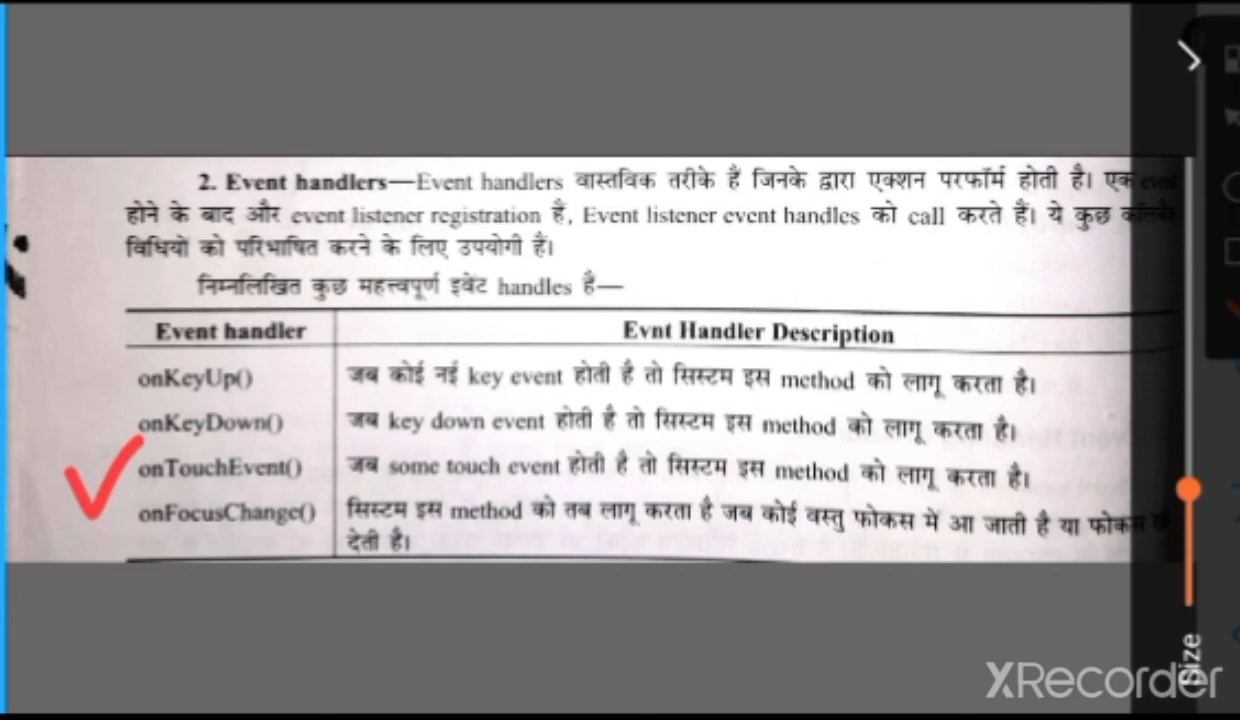 2. Event handlers—Event handlers वास्तविक तरीके हैं जिनके द्वारा एक्शन परफॉर्म होती है। एक event
होने के बाद और event listener registration है, Event listener event handles को call करते हैं। ये कुछ
विधियों को परिभाषित करने के लिए उपयोगी हैं।
निम्नलिखित कुछ महत्त्वपूर्ण इवेंट handles हैं—
Event handler Evnt Handler Description
onKeyUp() जब कोई नई key event होती है तो सिस्टम इस method को लागू करता है।
onKeyDown() जब key down event होती है तो सिस्टम इस method को लागू करता है।
onTouchEvent() जब some touch event होती है तो सिस्टम इस method को लागू करता है।
onFocusChange() सिस्टम इस method को तब लागू करता है जब कोई वस्तु फोकस में आ जाती है या फोकस
देती है।
Size
XRecorder